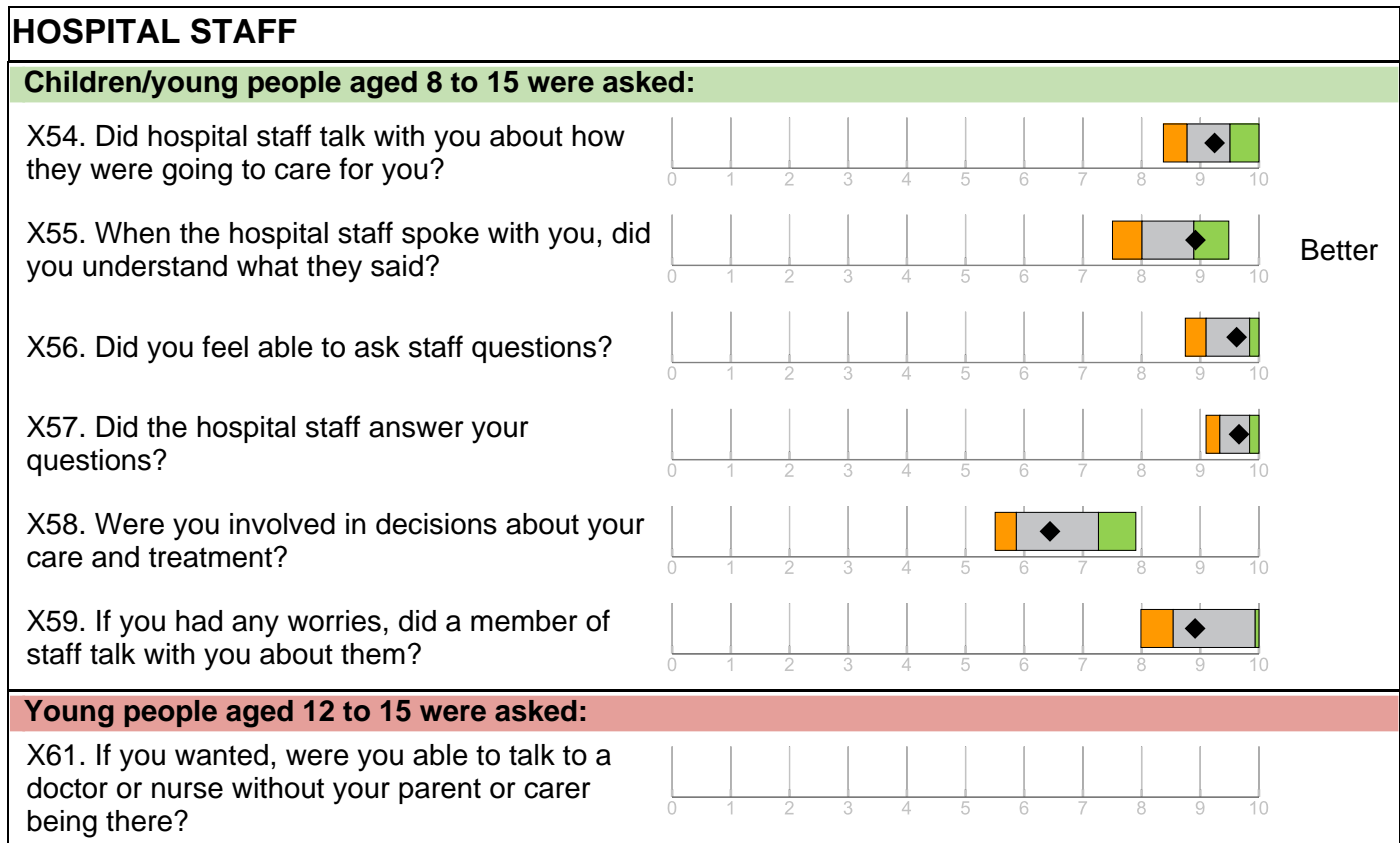 HOSPITAL STAFF
Children/young people aged 8 to 15 were asked:
X54. Did hospital staff talk with you about how
they were going to care for you?
0 1 2 3 4 5 6 7 8 9 10
X55. When the hospital staff spoke with you, did
you understand what they said?
Better
0 1 2 3 4 5 6 7 8 9 10
X56. Did you feel able to ask staff questions?
0 1 2 3 4 5 6 7 8 9 10
X57. Did the hospital staff answer your
questions?
0 1 2 3 4 5 6 7 8 9 10
X58. Were you involved in decisions about your
care and treatment?
0 1 2 3 4 5 6 7 8 9 10
X59. If you had any worries, did a member of
staff talk with you about them?
0 1 2 3 4 5 6 7 8 9 10
Young people aged 12 to 15 were asked:
X61. If you wanted, were you able to talk to a
doctor or nurse without your parent or carer
being there?
0 1 2 3 4 5 6 7 8 9 10